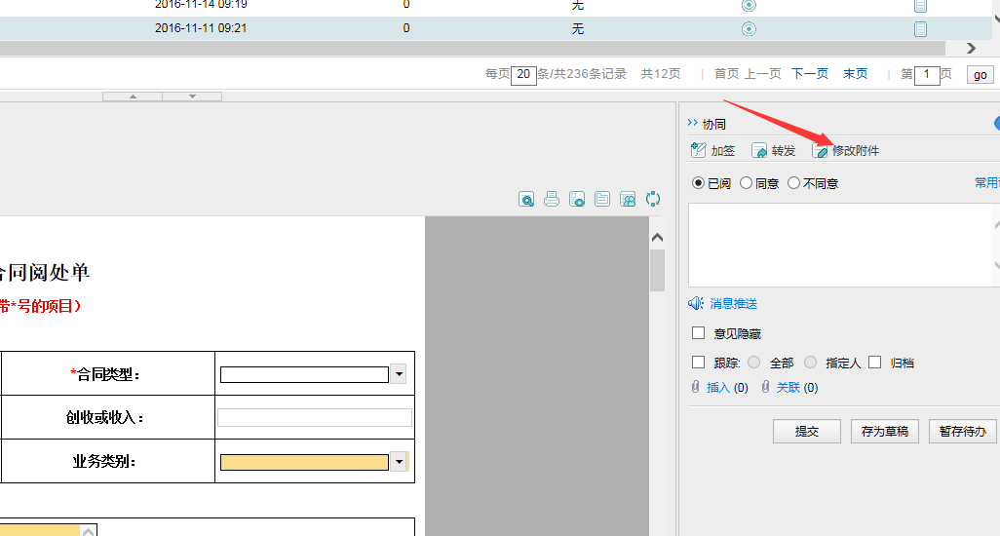 2016-11-14 09:19 0 无
2016-11-11 09:21 0 无
每页 20 条/共236条记录 共12页 | 首页 上一页 下一页 末页 | 第 1 页 go
协同
加签 转发 修改附件
已阅 同意 不同意 常用
合同阅处单
带*号的项目）
*合同类型：
创收或收入：
业务类别：
消息推送
意见隐藏
跟踪: 全部 指定人 归档
插入 (0) 关联 (0)
提交 存为草稿 暂存待办